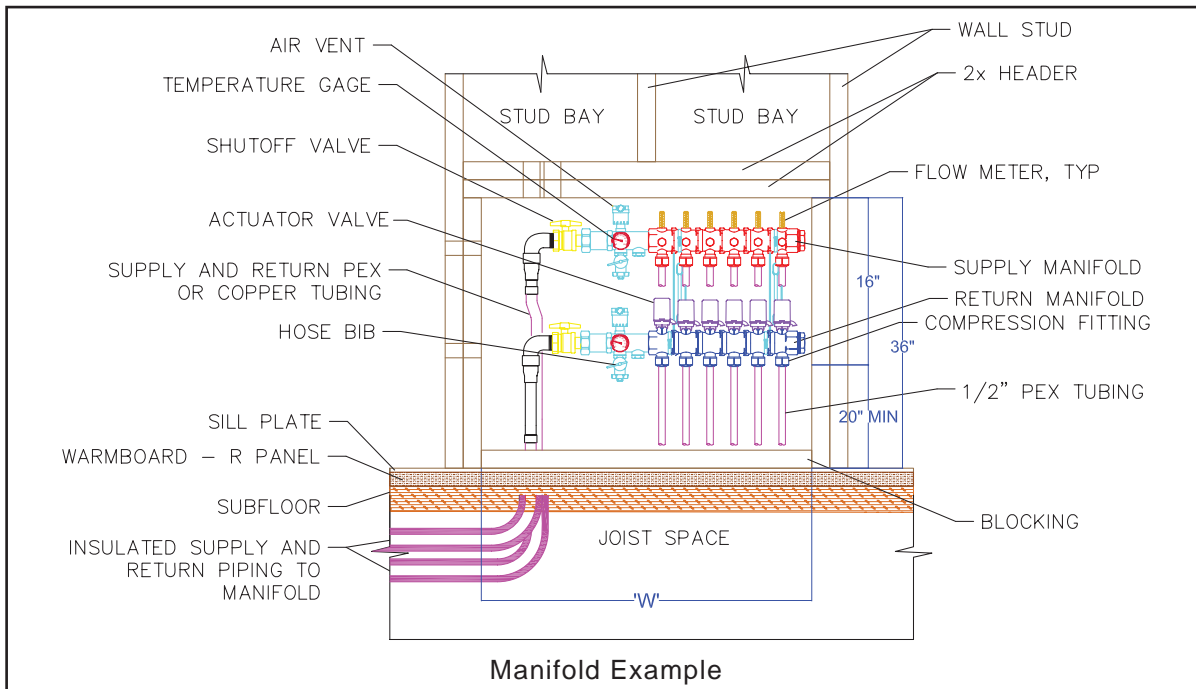 AIR VENT
TEMPERATURE GAGE
SHUTOFF VALVE
ACTUATOR VALVE
SUPPLY AND RETURN PEX
OR COPPER TUBING
HOSE BIB
SILL PLATE
WARMBOARD – R PANEL
SUBFLOOR
INSULATED SUPPLY AND
RETURN PIPING TO
MANIFOLD
STUD BAY
STUD BAY
WALL STUD
2x HEADER
FLOW METER, TYP
SUPPLY MANIFOLD
RETURN MANIFOLD
COMPRESSION FITTING
1/2” PEX TUBING
BLOCKING
16"
36"
20" MIN
JOIST SPACE
'W'
Manifold Example